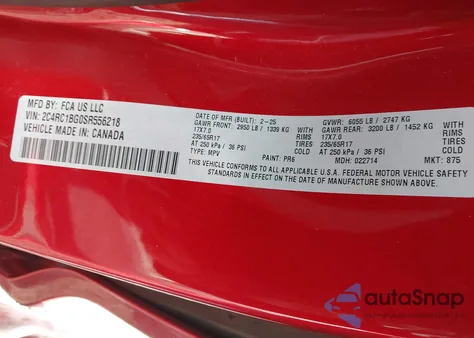 MFD BY: FCA US LLC
VIN: 2C4RC1BG0SR556218
VEHICLE MADE IN: CANADA
DATE OF MFR (BUILT): 2-25
GAWR FRONT: 2950 LB / 1339 KG WITH
17X7.0 RIMS
235/65R17 TIRES
COLD AT 250 kPa / 36 PSI COLD
TYPE: MPV PAINT: PR6
GVWR: 6055 LB / 2747 KG
GAWR REAR: 3200 LB / 1452 KG WITH
17X7.0 RIMS
235/65R17 TIRES
AT 250 kPa / 36 PSI COLD
MDH: 022714 MKT: 875
THIS VEHICLE CONFORMS TO ALL APPLICABLE U.S.A. FEDERAL MOTOR VEHICLE SAFETY
STANDARDS IN EFFECT ON THE DATE OF MANUFACTURE SHOWN ABOVE.
autoSnap